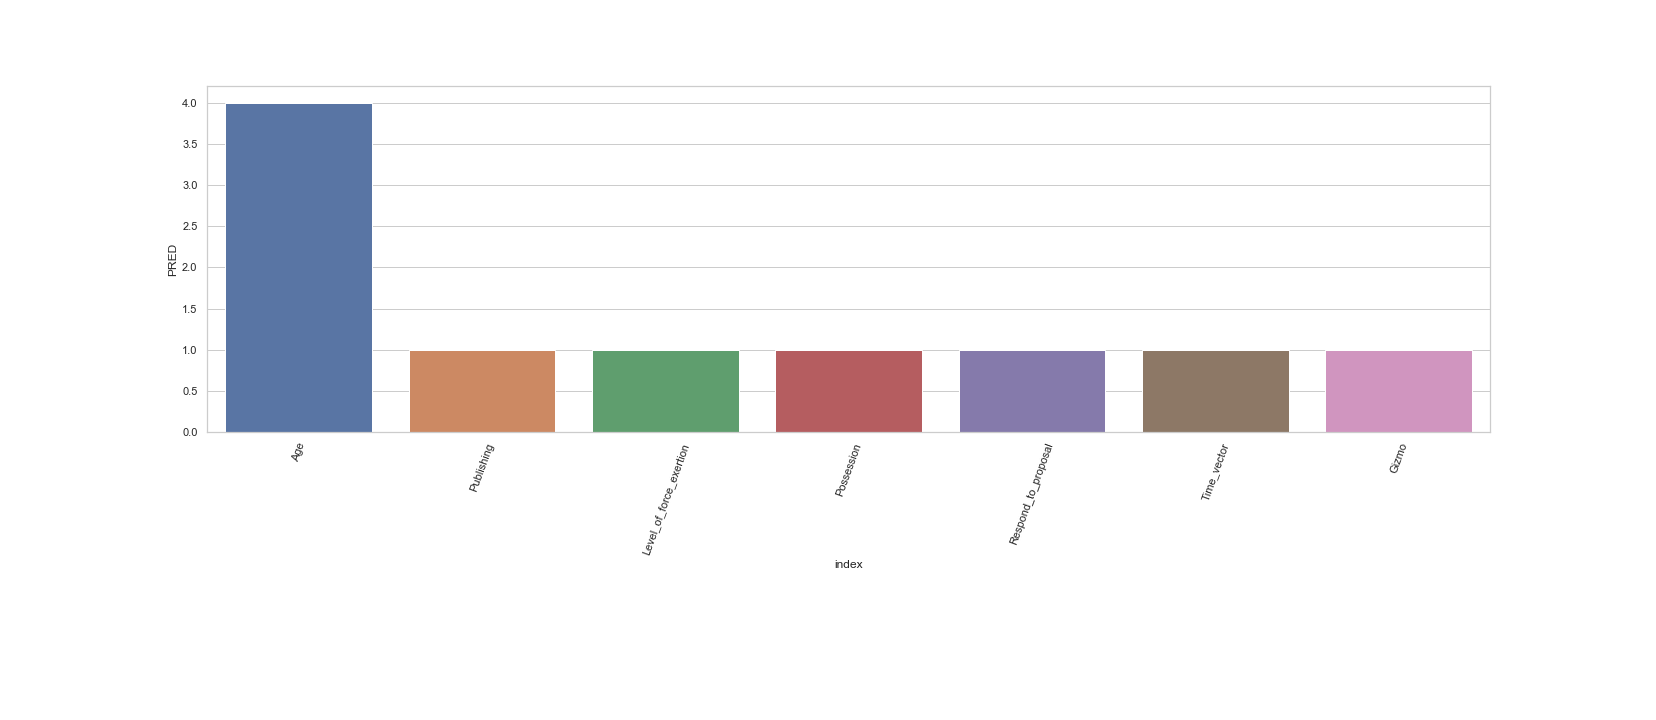 4.0
3.5
3.0
2.5
2.0
1.5
1.0
0.5
0.0
PRED
Age
Publishing
Level_of_force_exertion
Possession
Respond_to_proposal
Time_vector
Gizmo
index